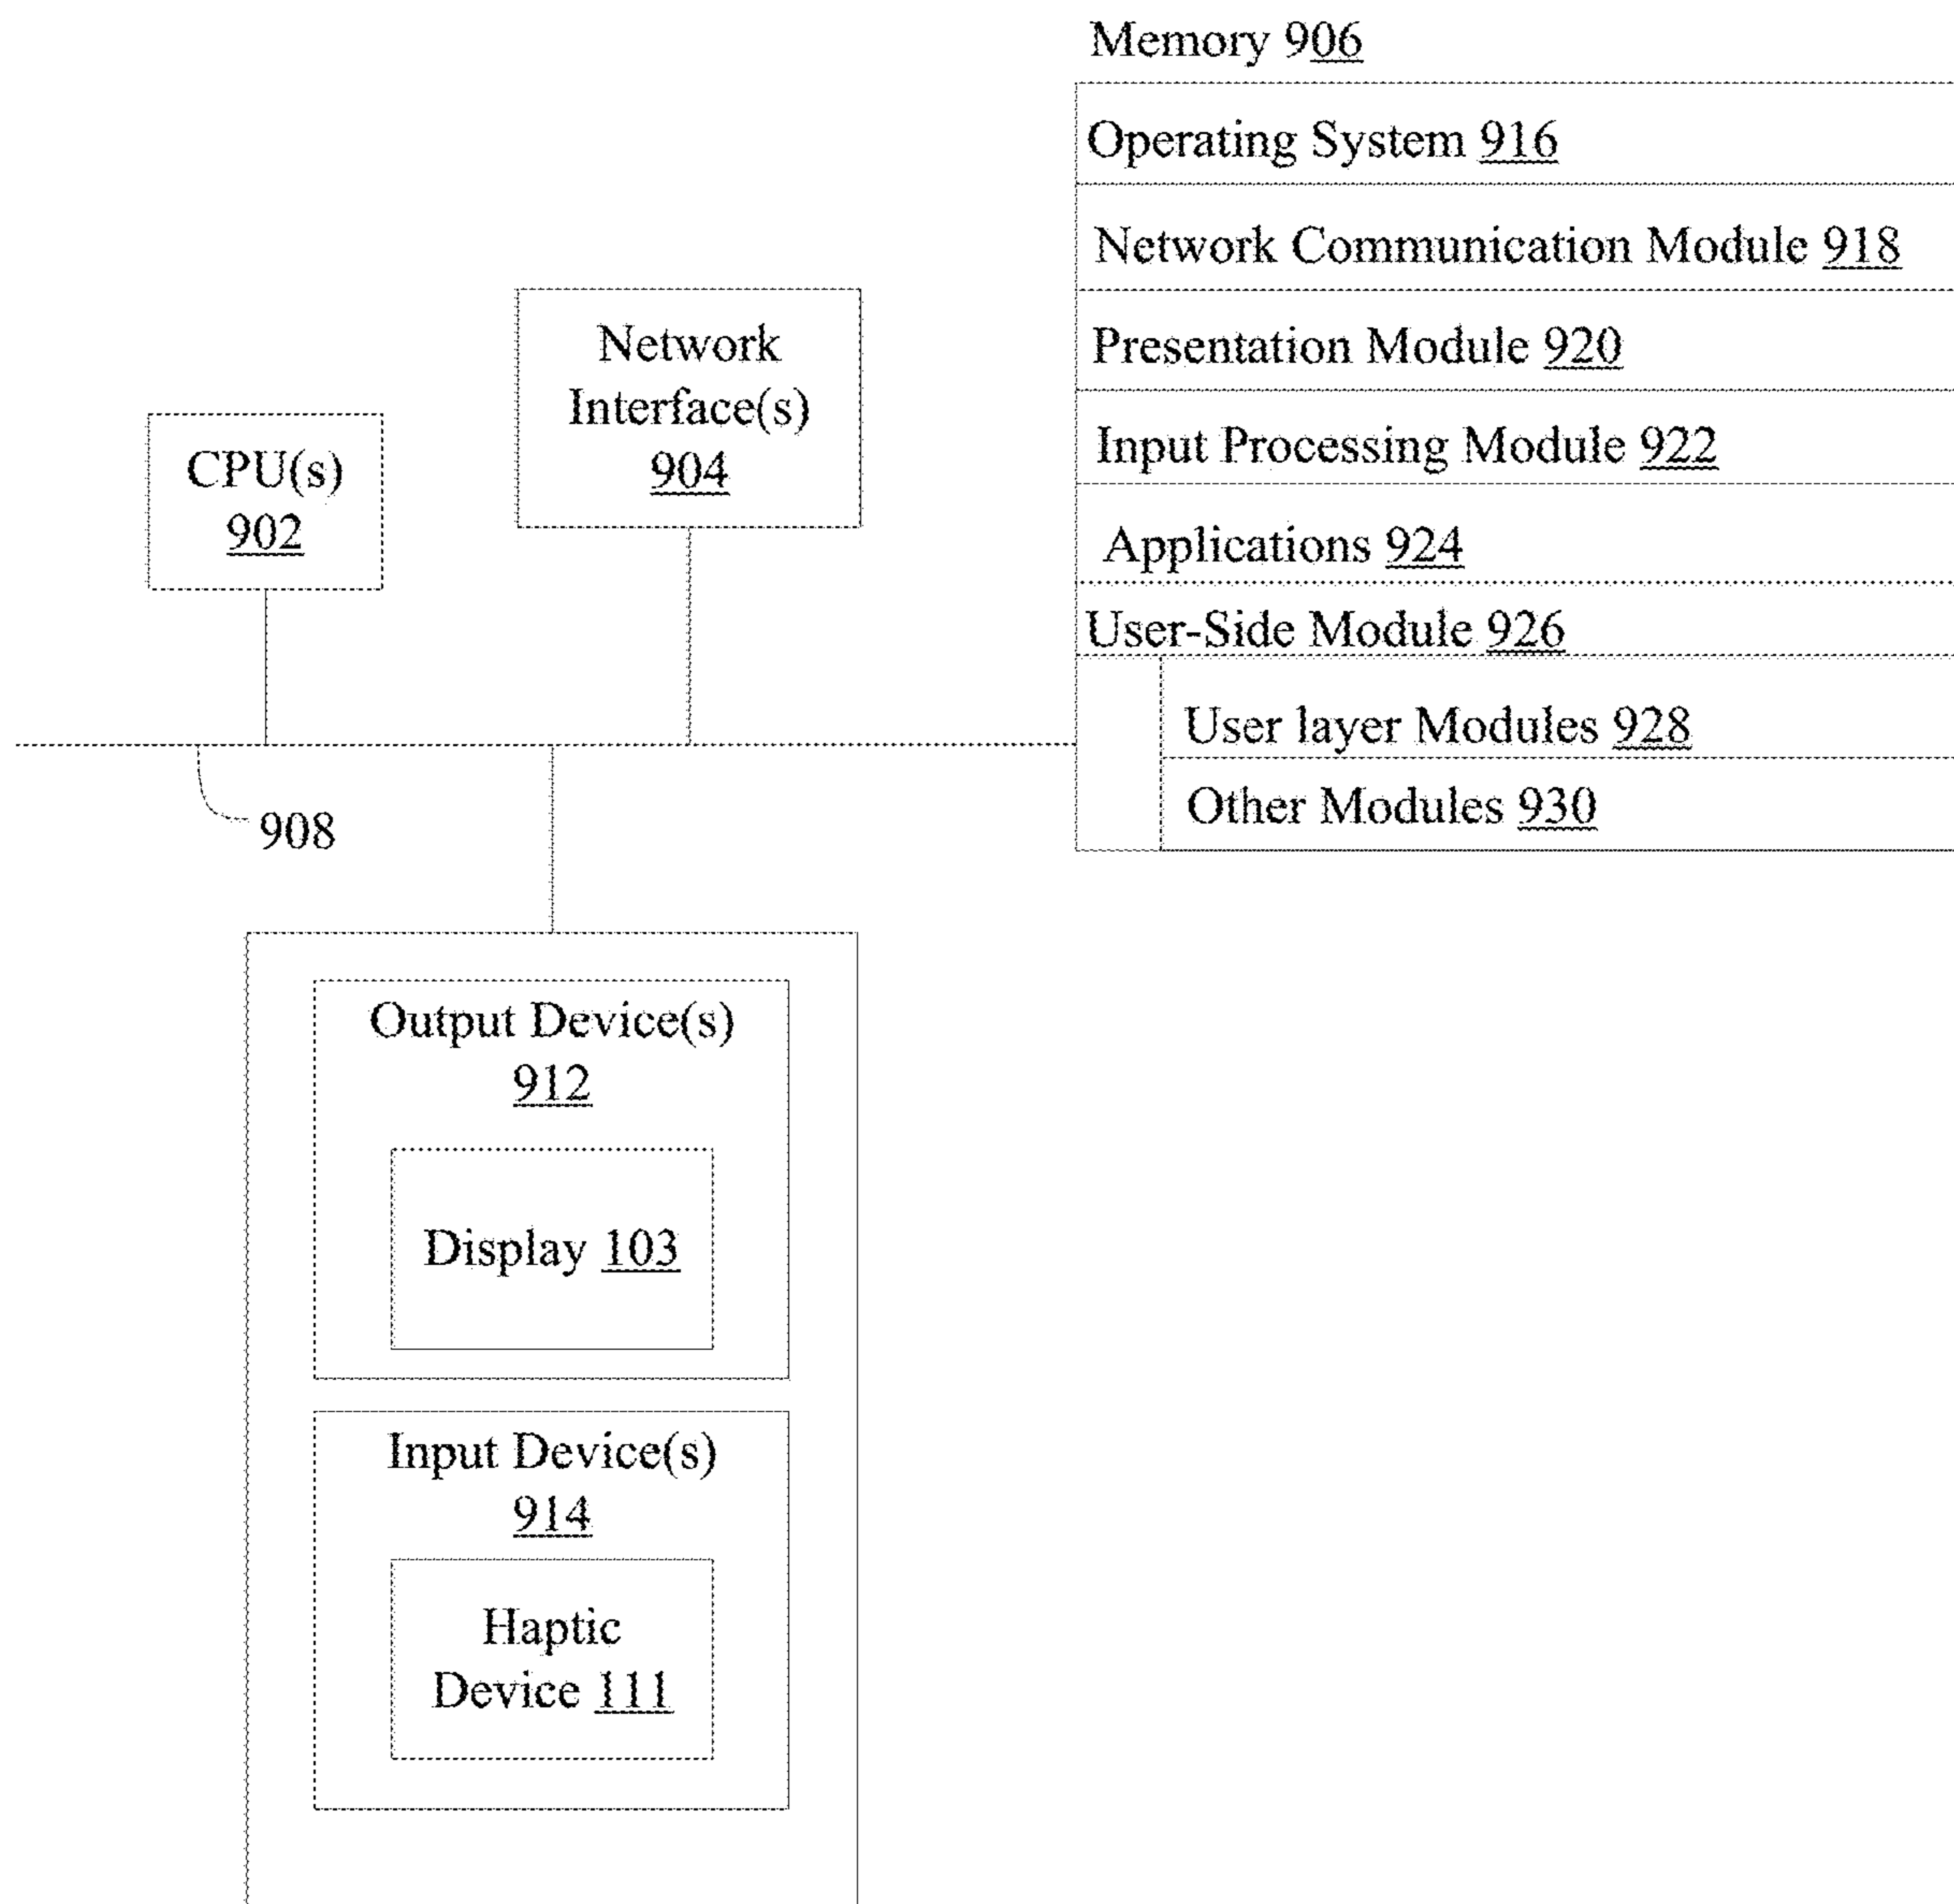 Memory 906
Operating System 916
Network Communication Module 918
Presentation Module 920
Input Processing Module 922
Applications 924
User-Side Module 926
User layer Modules 928
Other Modules 930
Network
Interface(s)
904
CPU(s)
902
908
Output Device(s)
912
Display 103
Input Device(s)
914
Haptic
Device 111